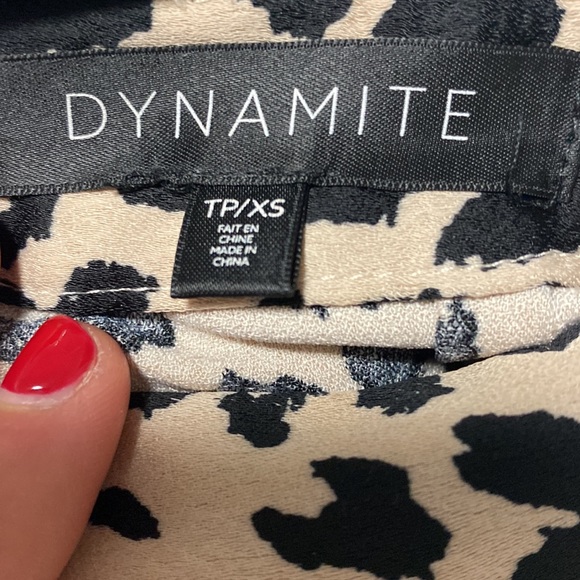 DYNAMITE
TP/XS
FAIT EN
CHINE
MADE IN
CHINA